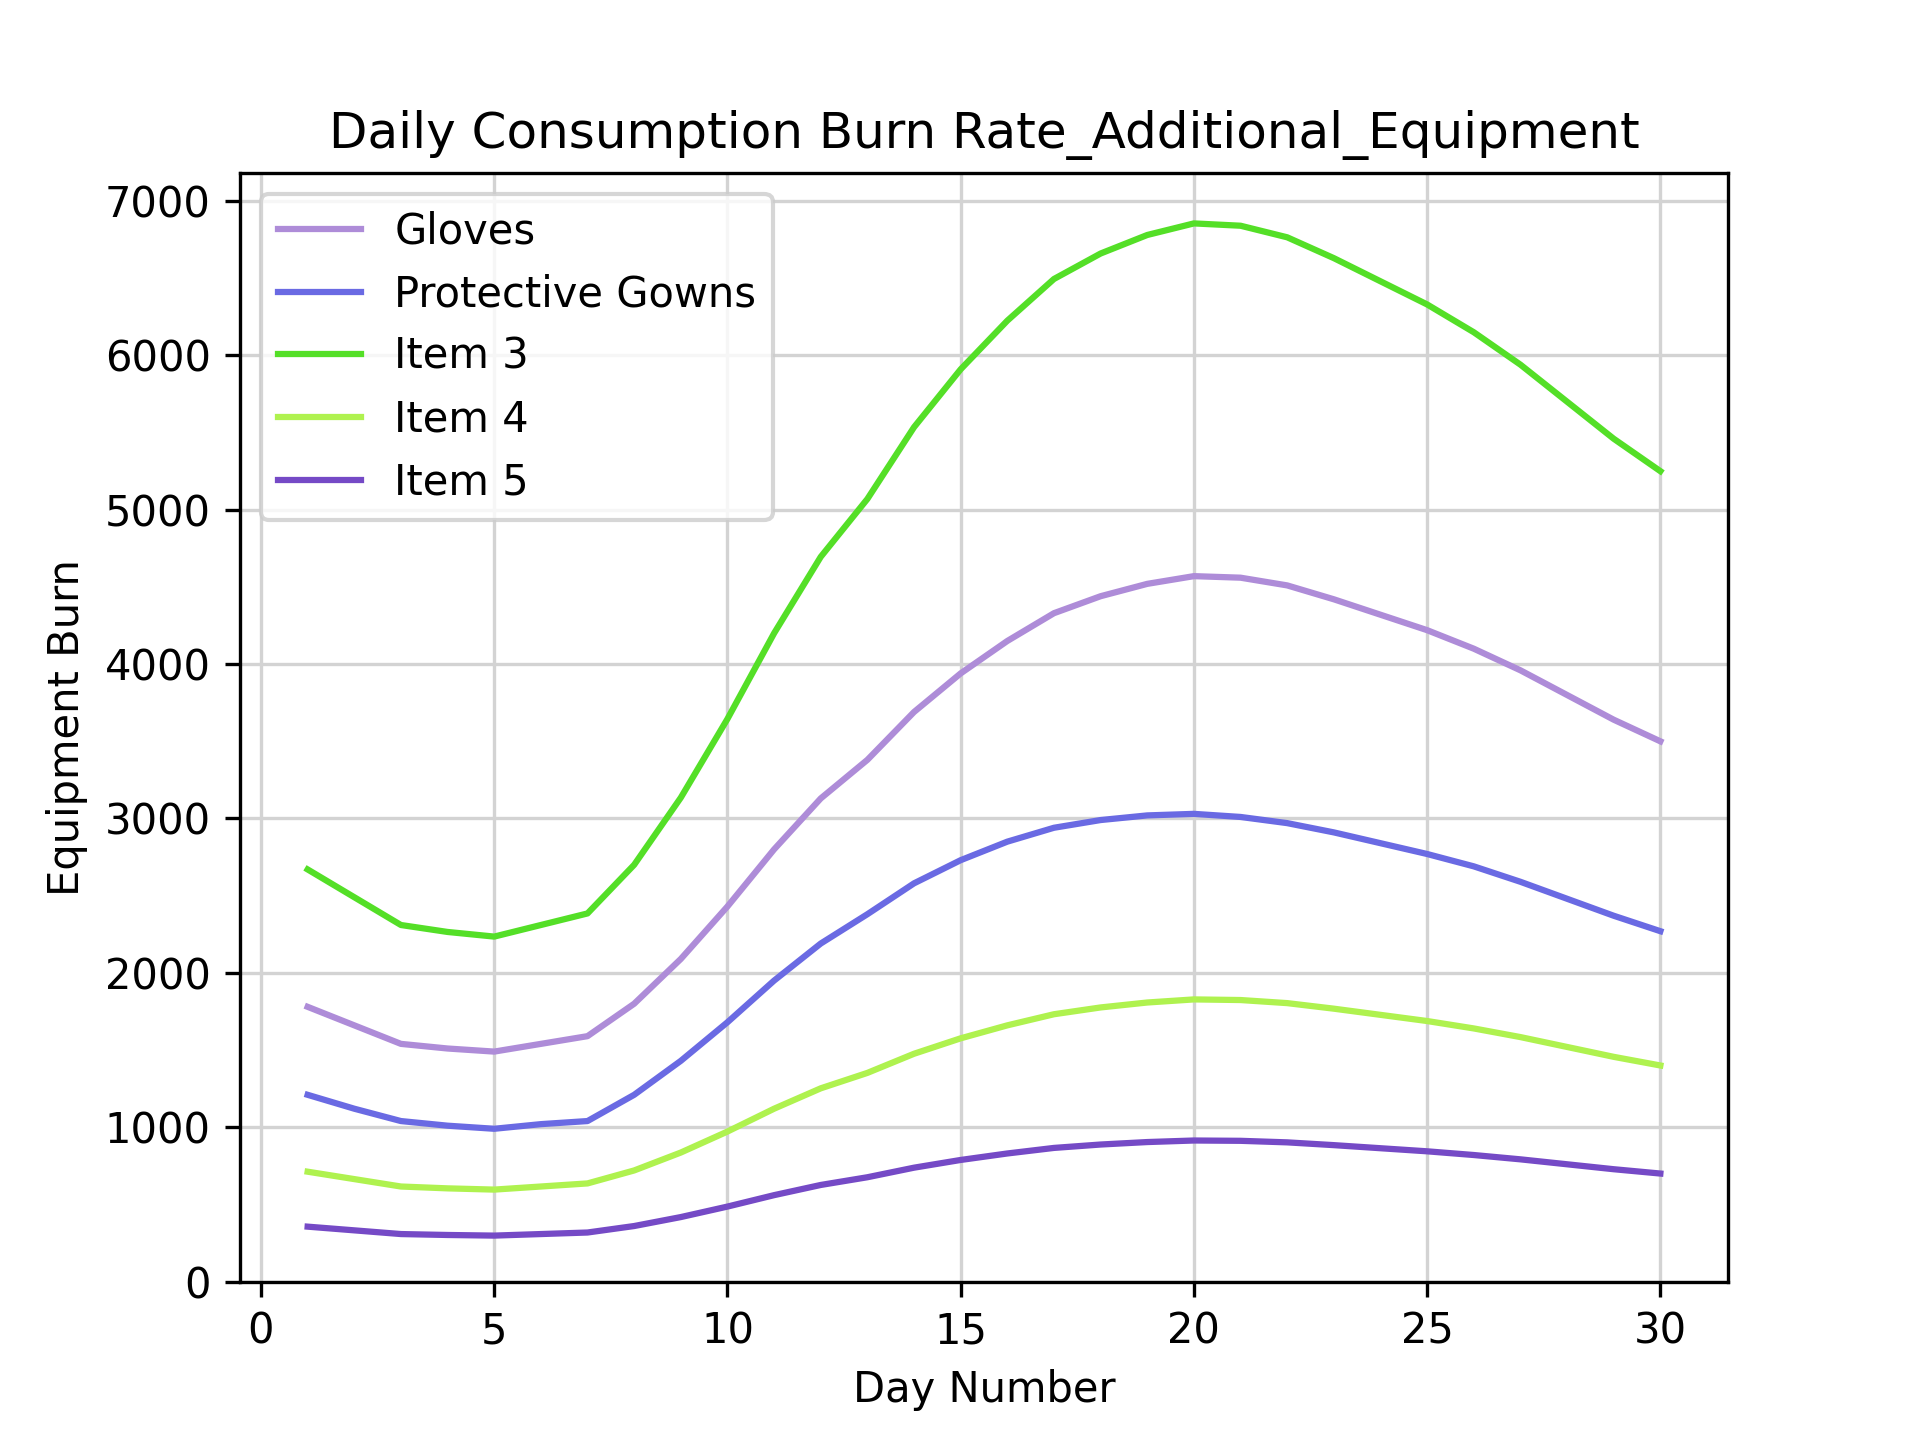 Daily Consumption Burn Rate_Additional_Equipment
Gloves
Protective Gowns
Item 3
Item 4
Item 5
7000
6000
5000
4000
3000
2000
1000
0
Equipment Burn
0 5 10 15 20 25 30
Day Number